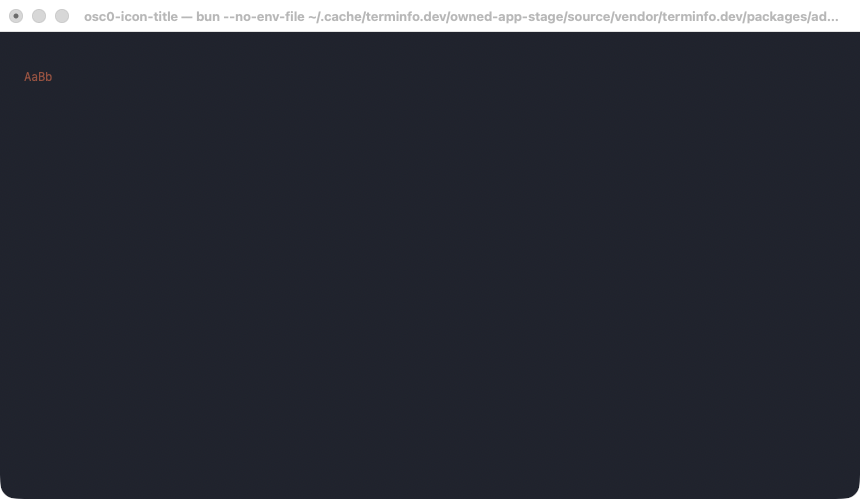 osc0-icon-title — bun --no-env-file ~/.cache/terminfo.dev/owned-app-stage/source/vendor/terminfo.dev/packages/ad...
AaBb